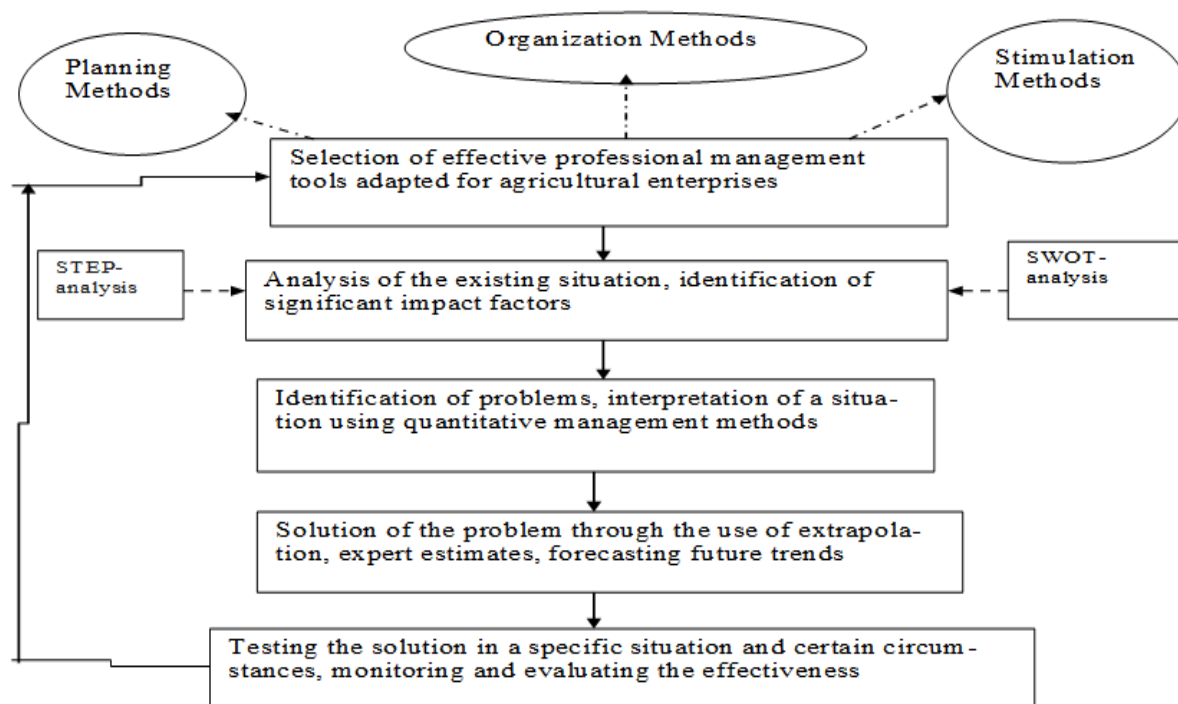 Organization Methods
Planning
Methods
Stimulation
Methods
Selection of effective professional management
tools adapted for agricultural enterprises
STEP-
analysis
Analysis of the existing situation, identification of
significant impact factors
SWOT-
analysis
Identification of problems, interpretation of a situa-
tion using quantitative management methods
Solution of the problem through the use of extrapola-
tion, expert estimates, forecasting future trends
Testing the solution in a specific situation and certain circum-
stances, monitoring and evaluating the effectiveness